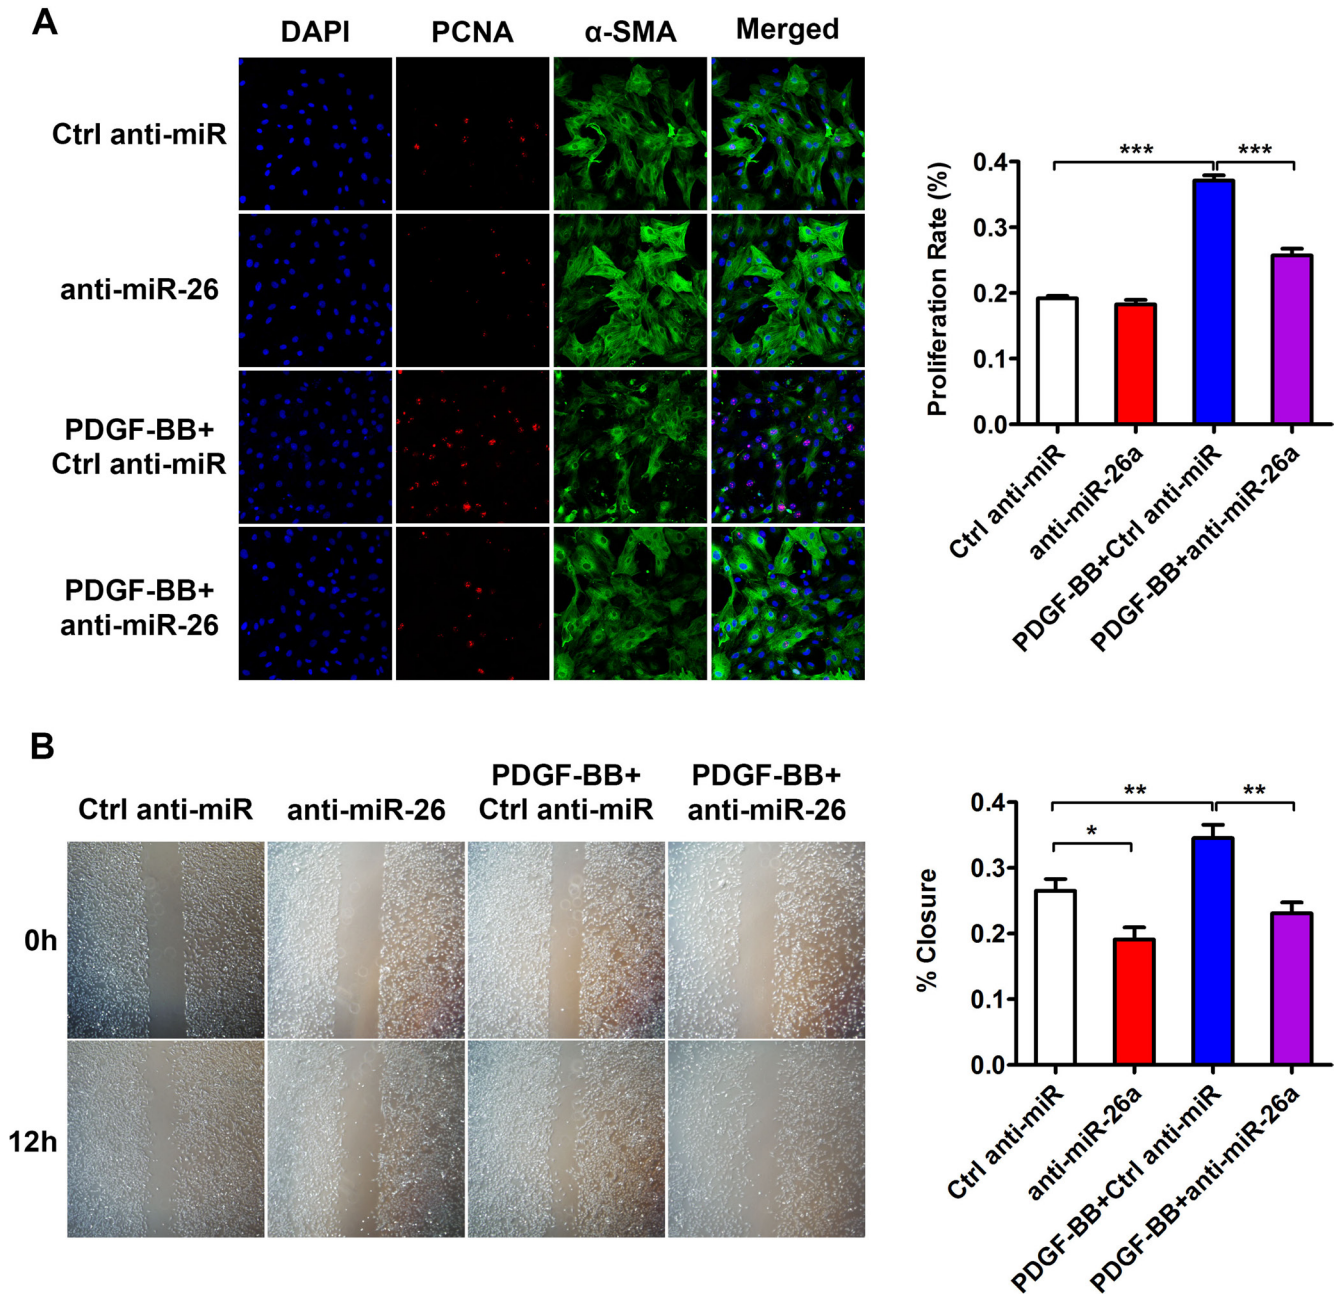 A
DAPI PCNA α-SMA Merged
Ctrl anti-miR
anti-miR-26
PDGF-BB+
Ctrl anti-miR
PDGF-BB+
anti-miR-26
*** ***
Proliferation Rate (%)
0.4
0.3
0.2
0.1
0.0
Ctrl anti-miR
anti-miR-26a
PDGF-BB+Ctrl anti-miR
PDGF-BB+anti-miR-26a
B
Ctrl anti-miR
anti-miR-26
PDGF-BB+
Ctrl anti-miR
PDGF-BB+
anti-miR-26
0h
12h
** **
*
% Closure
0.4
0.3
0.2
0.1
0.0
Ctrl anti-miR
anti-miR-26a
PDGF-BB+Ctrl anti-miR
PDGF-BB+anti-miR-26a